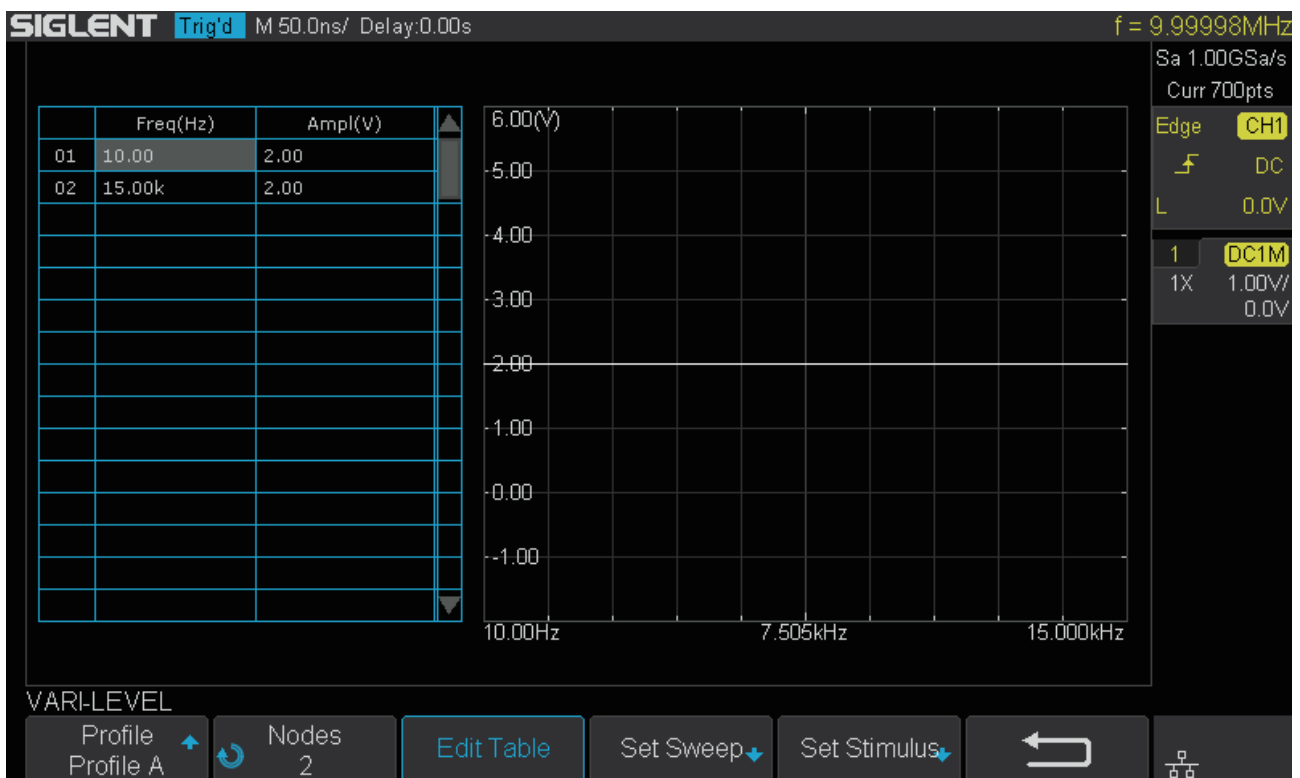 SIGLENT Trig'd M 50.0ns/ Delay:0.00s f = 9.99998MHz
Sa 1.00GSa/s
Curr 700pts
Edge CH1
DC
L 0.0V
1 DC1M
1X 1.00V/
0.0V
Freq(Hz) Ampl(V)
01 10.00 2.00
02 15.00k 2.00
6.00(V)
5.00
4.00
3.00
2.00
1.00
0.00
-1.00
10.00Hz 7.505kHz 15.000kHz
VARI-LEVEL
Profile
Profile A
Nodes
2
Edit Table
Set Sweep
Set Stimulus